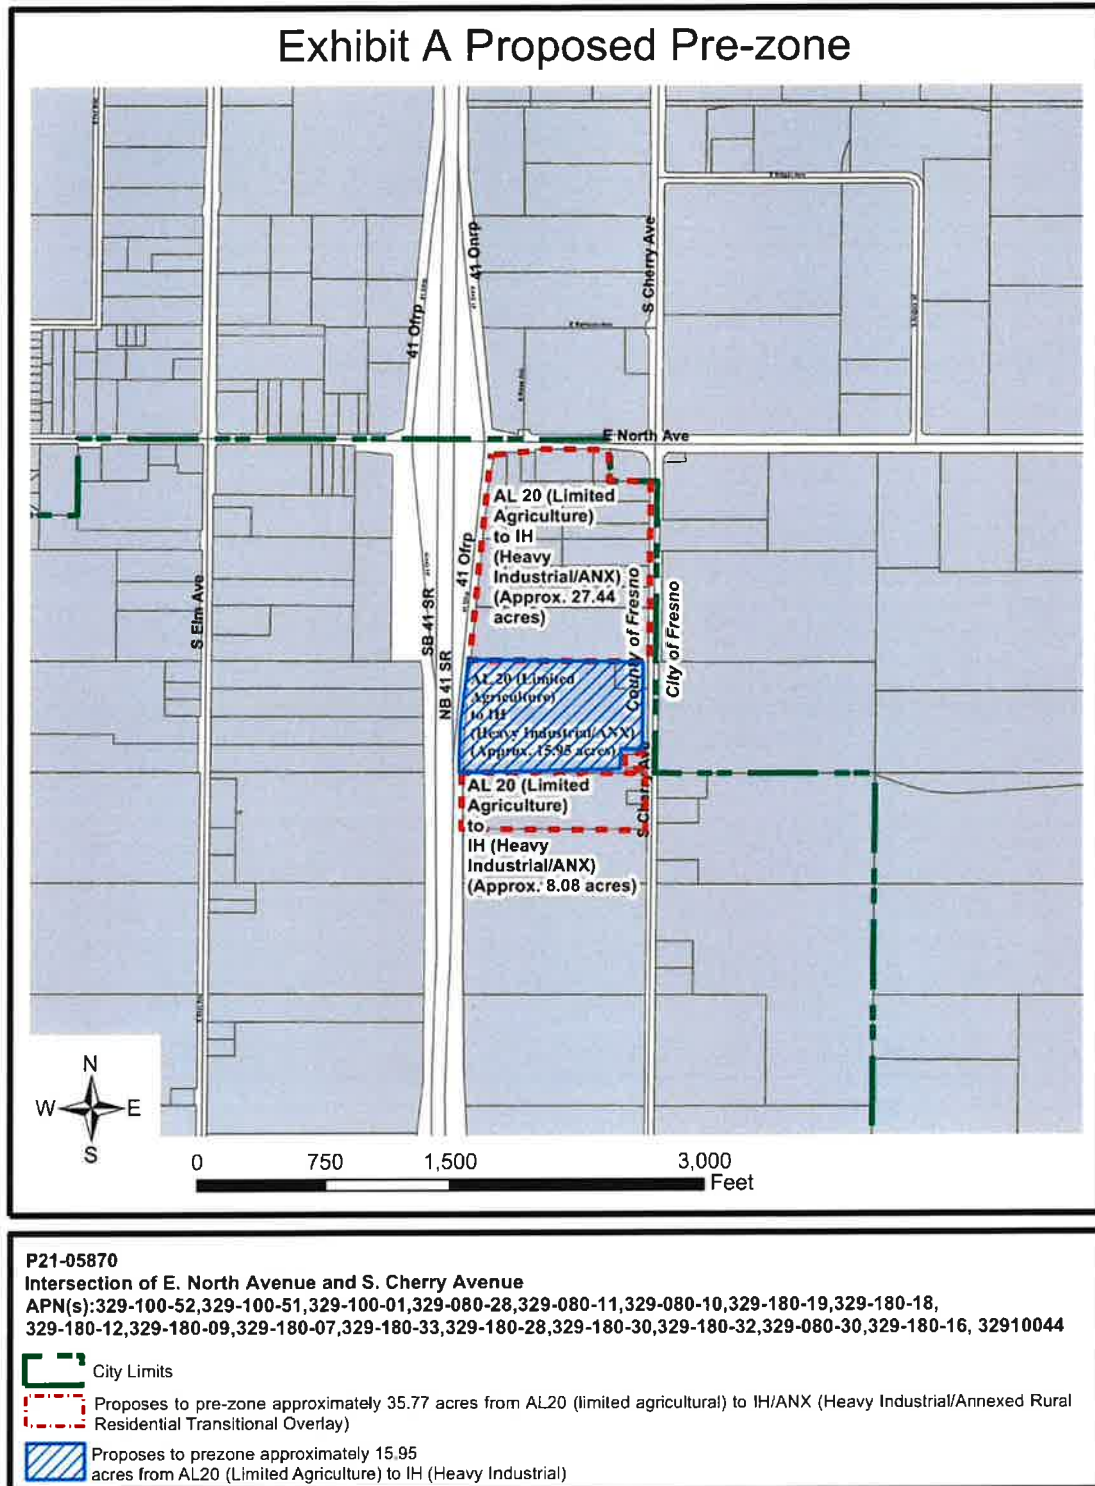 Exhibit A Proposed Pre-zone
41 Onrp
S Cherry Ave
41 Ofrp
E North Ave
AL 20 (Limited
Agriculture)
to IH
(Heavy
Industrial/ANX)
(Approx. 27.44
acres)
41 Ofrp
S Elm Ave
SB 41 SR
NB 41 SR
County of Fresno
City of Fresno
AL 20 (Limited
Agriculture)
to IH
(Heavy Industrial/ANX)
(Approx. 15.95 acres)
S Cherry Ave
AL 20 (Limited
Agriculture)
to
IH (Heavy
Industrial/ANX)
(Approx. 8.08 acres)
N
W E
S
0 750 1,500 3,000
Feet
P21-05870
Intersection of E. North Avenue and S. Cherry Avenue
APN(s):329-100-52,329-100-51,329-100-01,329-080-28,329-080-11,329-080-10,329-180-19,329-180-18,
329-180-12,329-180-09,329-180-07,329-180-33,329-180-28,329-180-30,329-180-32,329-080-30,329-180-16, 32910044
City Limits
Proposes to pre-zone approximately 35.77 acres from AL20 (limited agricultural) to IH/ANX (Heavy Industrial/Annexed Rural
Residential Transitional Overlay)
Proposes to prezone approximately 15.95
acres from AL20 (Limited Agriculture) to IH (Heavy Industrial)